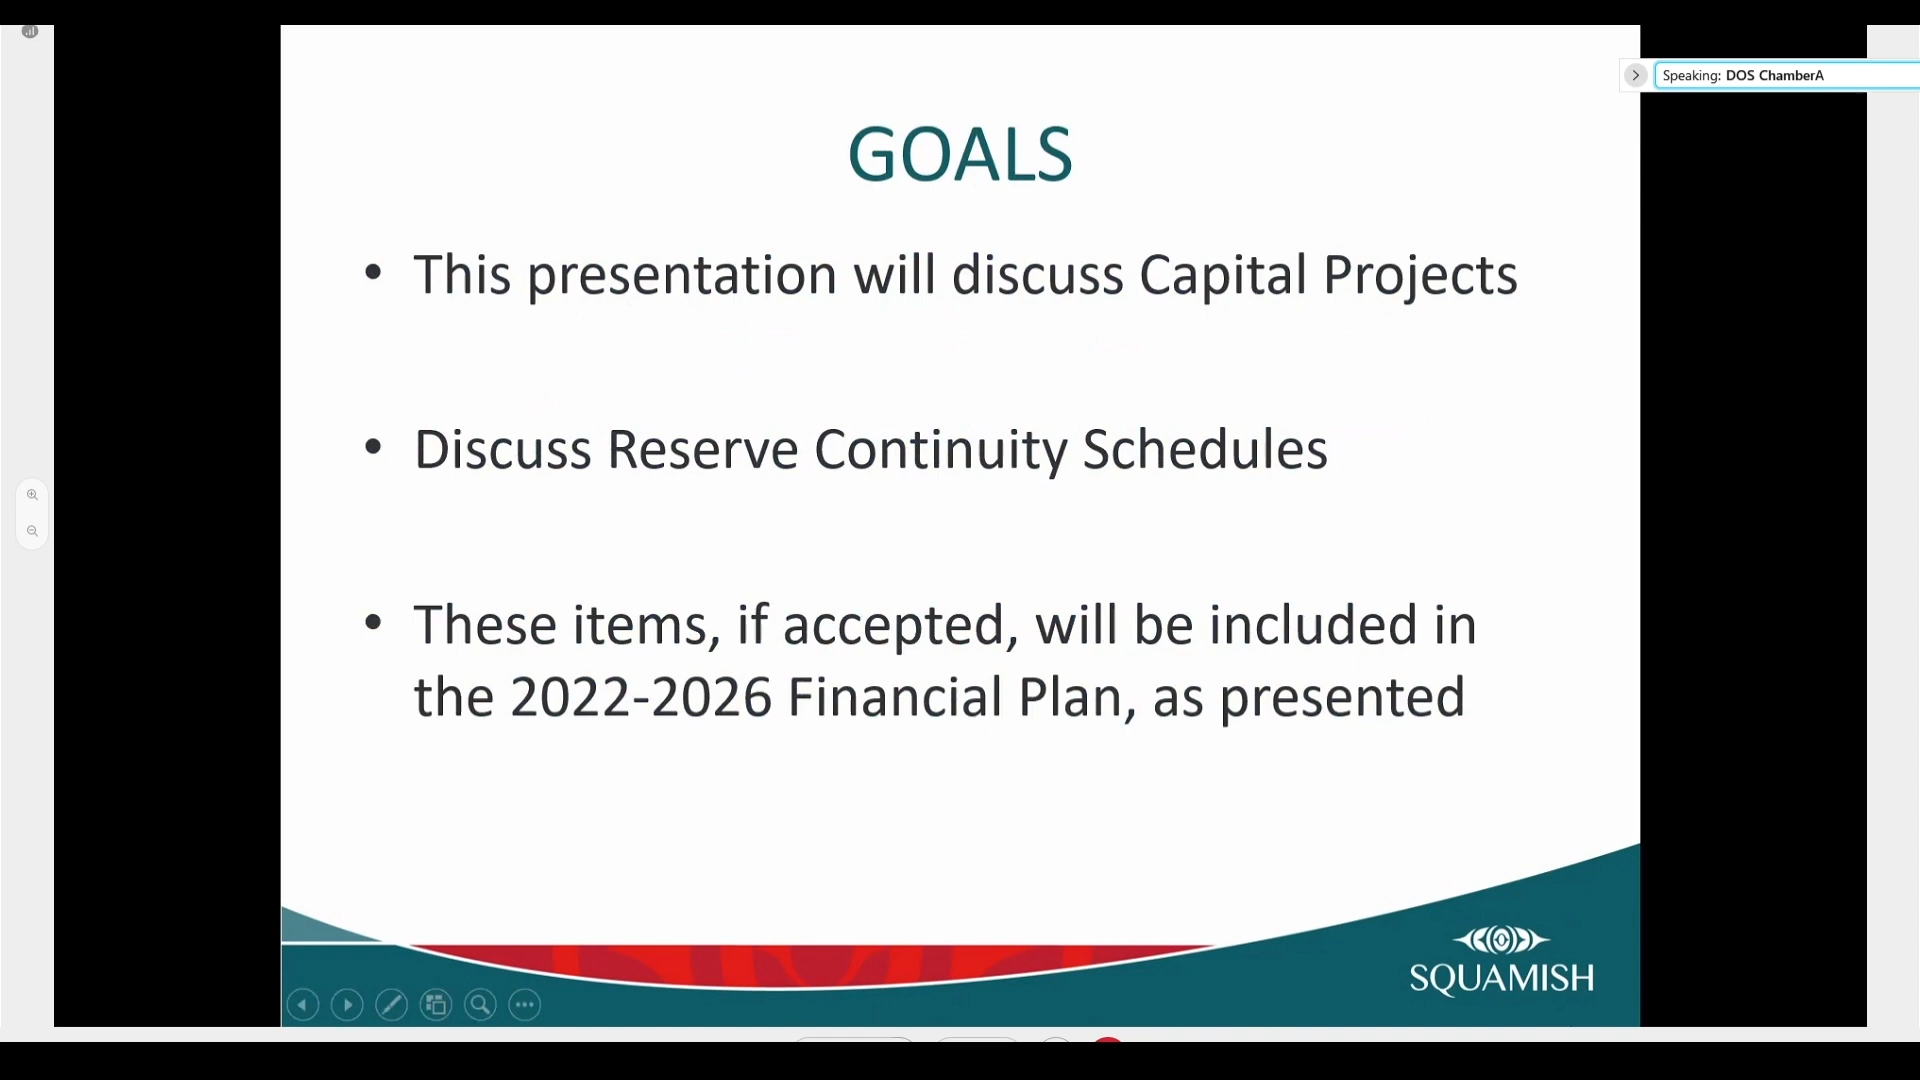 Speaking: DOS ChamberA
GOALS
• This presentation will discuss Capital Projects
• Discuss Reserve Continuity Schedules
• These items, if accepted, will be included in
the 2022-2026 Financial Plan, as presented
SQUAMISH